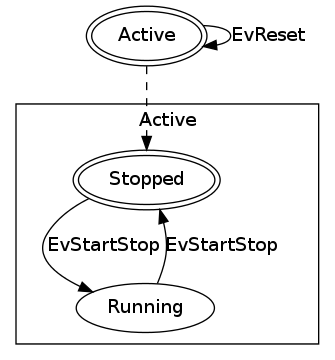 Active
EvReset
Active
Stopped
EvStartStop
EvStartStop
Running